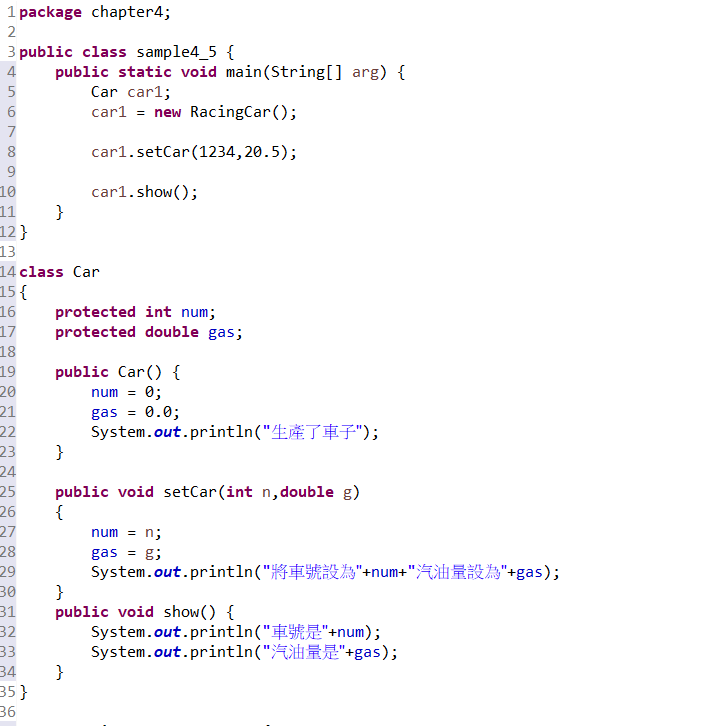 1 package chapter4;
2
3 public class sample4_5 {
4     public static void main(String[] arg) {
5         Car car1;
6         car1 = new RacingCar();
7
8         car1.setCar(1234,20.5);
9
10         car1.show();
11     }
12 }
13
14 class Car
15 {
16     protected int num;
17     protected double gas;
18
19     public Car() {
20         num = 0;
21         gas = 0.0;
22         System.out.println("生產了車子");
23     }
24
25     public void setCar(int n,double g)
26     {
27         num = n;
28         gas = g;
29         System.out.println("將車號設為"+num+"汽油量設為"+gas);
30     }
31     public void show() {
32         System.out.println("車號是"+num);
33         System.out.println("汽油量是"+gas);
34     }
35 }
36